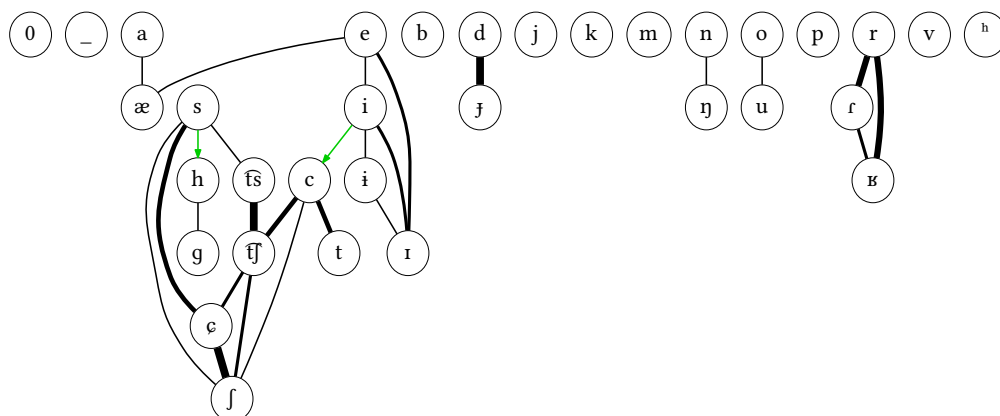 0 _ a e b d j k m n o p r v ʰ
æ s i ɟ ŋ u ɾ
h t͡s c ɨ ʁ
ɡ t͡ʃ t ɪ
ɕ
ʃ